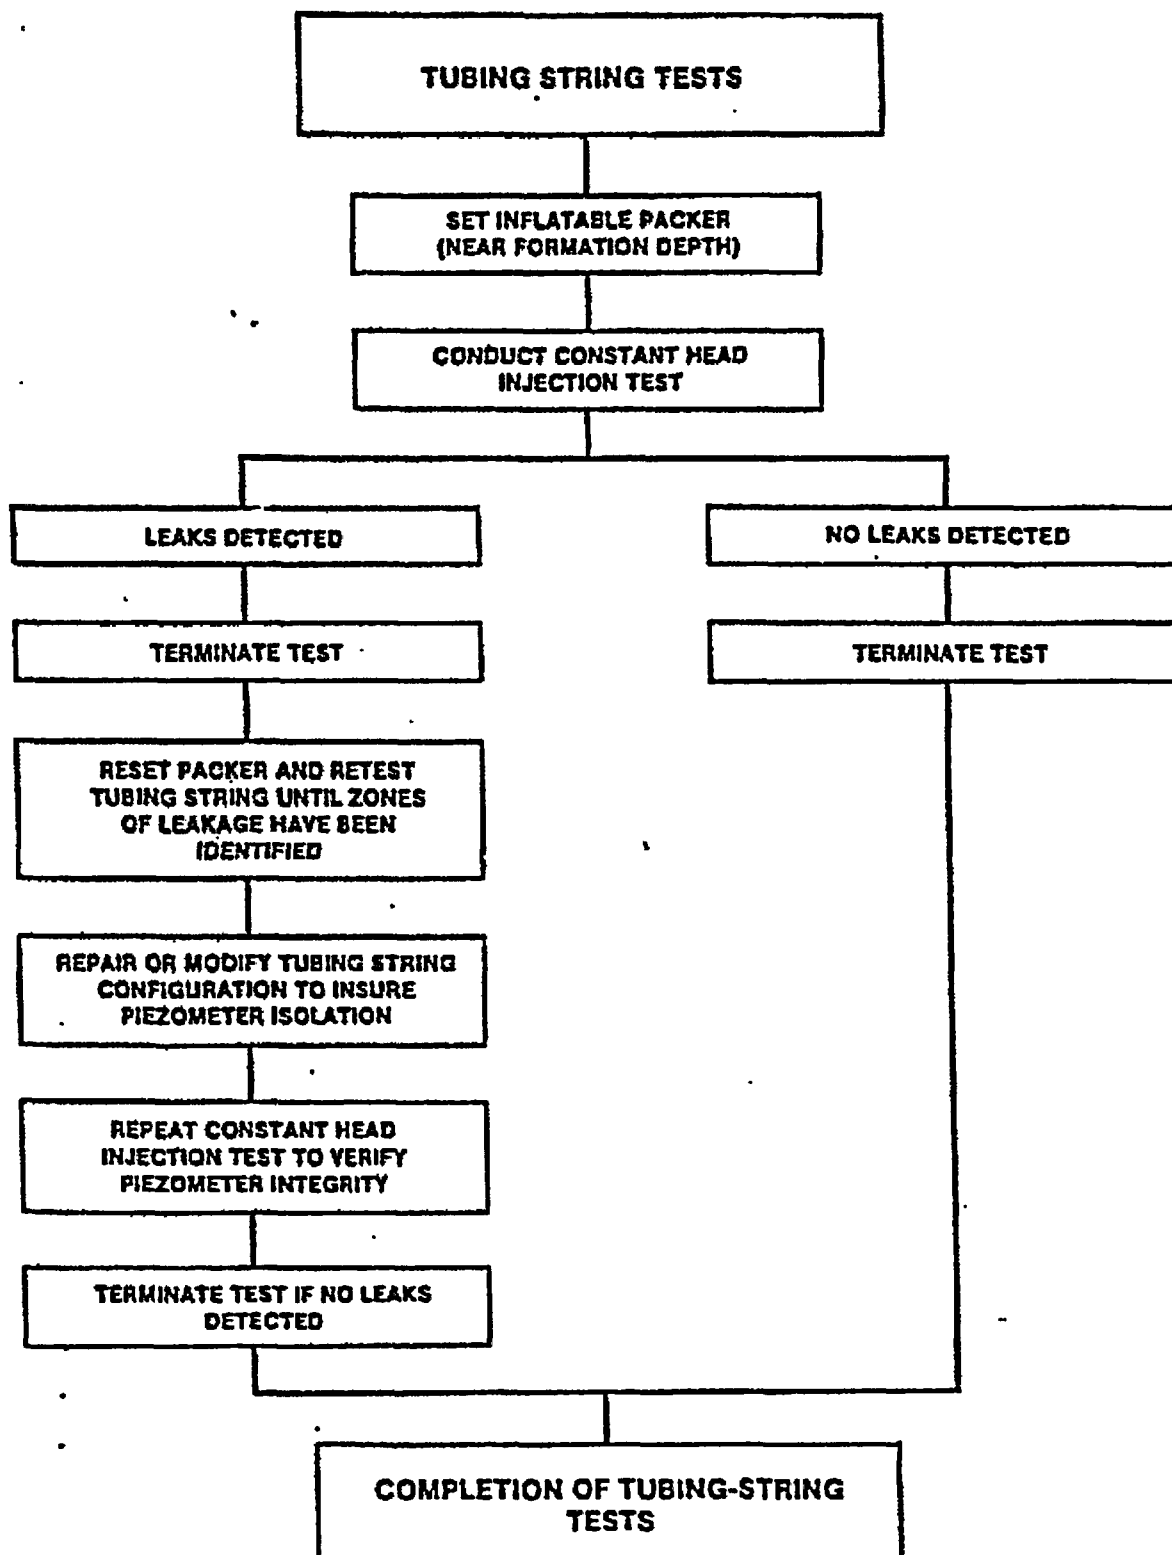 TUBING STRING TESTS
SET INFLATABLE PACKER
(NEAR FORMATION DEPTH)
CONDUCT CONSTANT HEAD
INJECTION TEST
LEAKS DETECTED
TERMINATE TEST
RESET PACKER AND RETEST
TUBING STRING UNTIL ZONES
OF LEAKAGE HAVE BEEN
IDENTIFIED
REPAIR OR MODIFY TUBING STRING
CONFIGURATION TO INSURE
PIEZOMETER ISOLATION
REPEAT CONSTANT HEAD
INJECTION TEST TO VERIFY
PIEZOMETER INTEGRITY
TERMINATE TEST IF NO LEAKS
DETECTED
NO LEAKS DETECTED
TERMINATE TEST
COMPLETION OF TUBING-STRING
TESTS